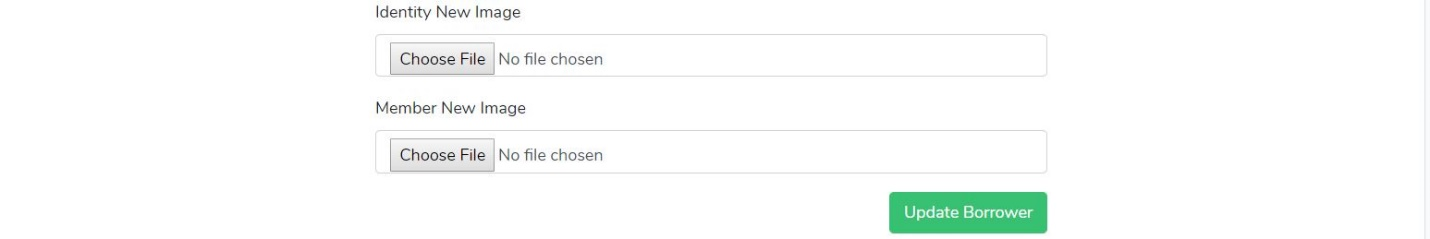 Identity New Image
Choose File No file chosen
Member New Image
Choose File No file chosen
Update Borrower